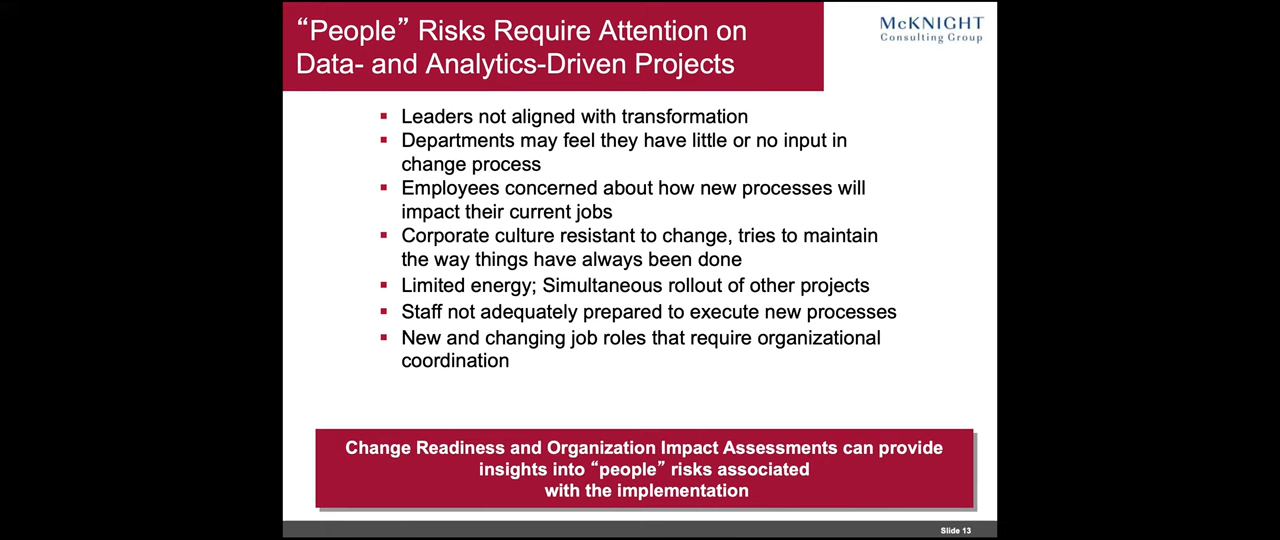 “People” Risks Require Attention on
Data- and Analytics-Driven Projects
McKNIGHT
Consulting Group
▪ Leaders not aligned with transformation
▪ Departments may feel they have little or no input in
change process
▪ Employees concerned about how new processes will
impact their current jobs
▪ Corporate culture resistant to change, tries to maintain
the way things have always been done
▪ Limited energy; Simultaneous rollout of other projects
▪ Staff not adequately prepared to execute new processes
▪ New and changing job roles that require organizational
coordination
Change Readiness and Organization Impact Assessments can provide
insights into “people” risks associated
with the implementation
Slide 13